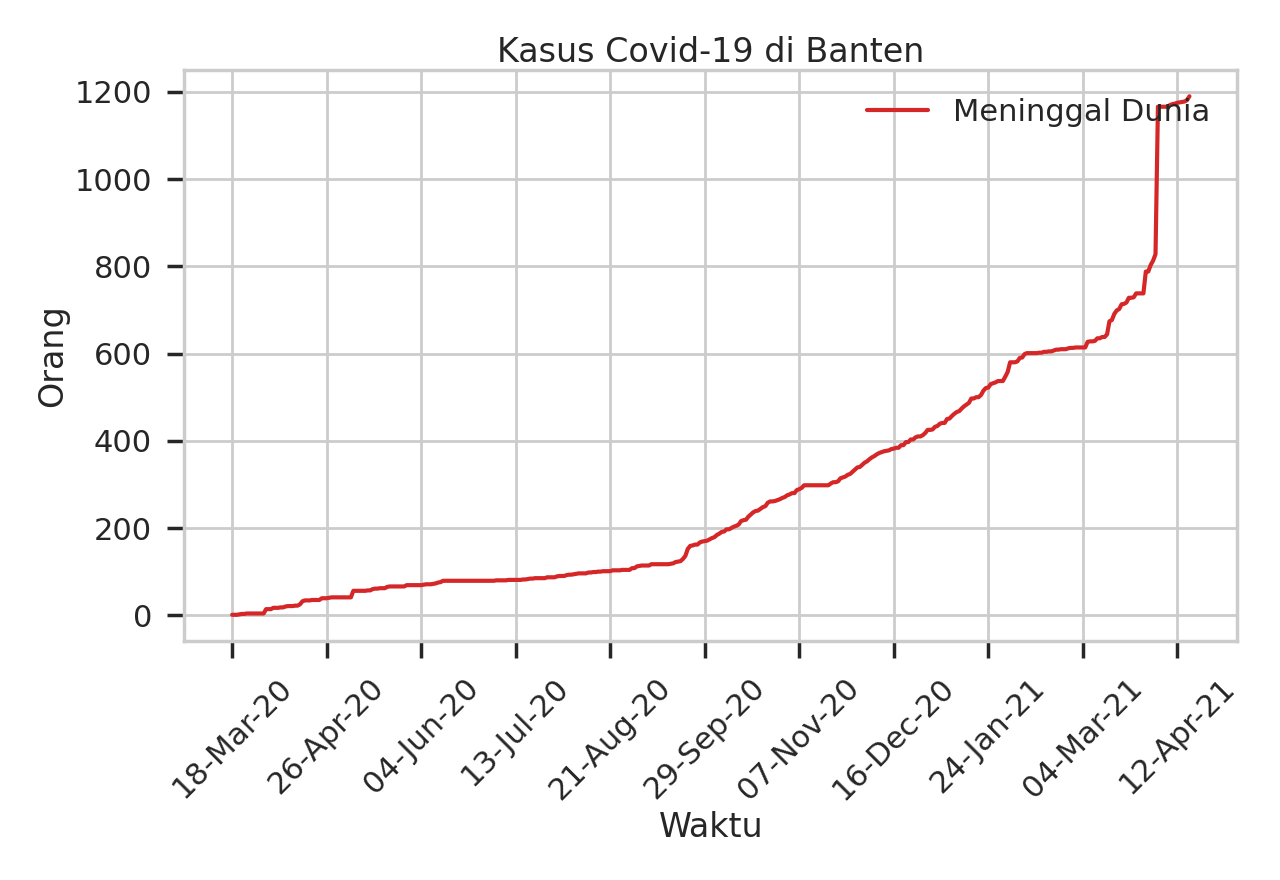 Kasus Covid-19 di Banten
Meninggal Dunia
Orang
1200
1000
800
600
400
200
0
18-Mar-20
26-Apr-20
04-Jun-20
13-Jul-20
21-Aug-20
29-Sep-20
07-Nov-20
16-Dec-20
24-Jan-21
04-Mar-21
12-Apr-21
Waktu